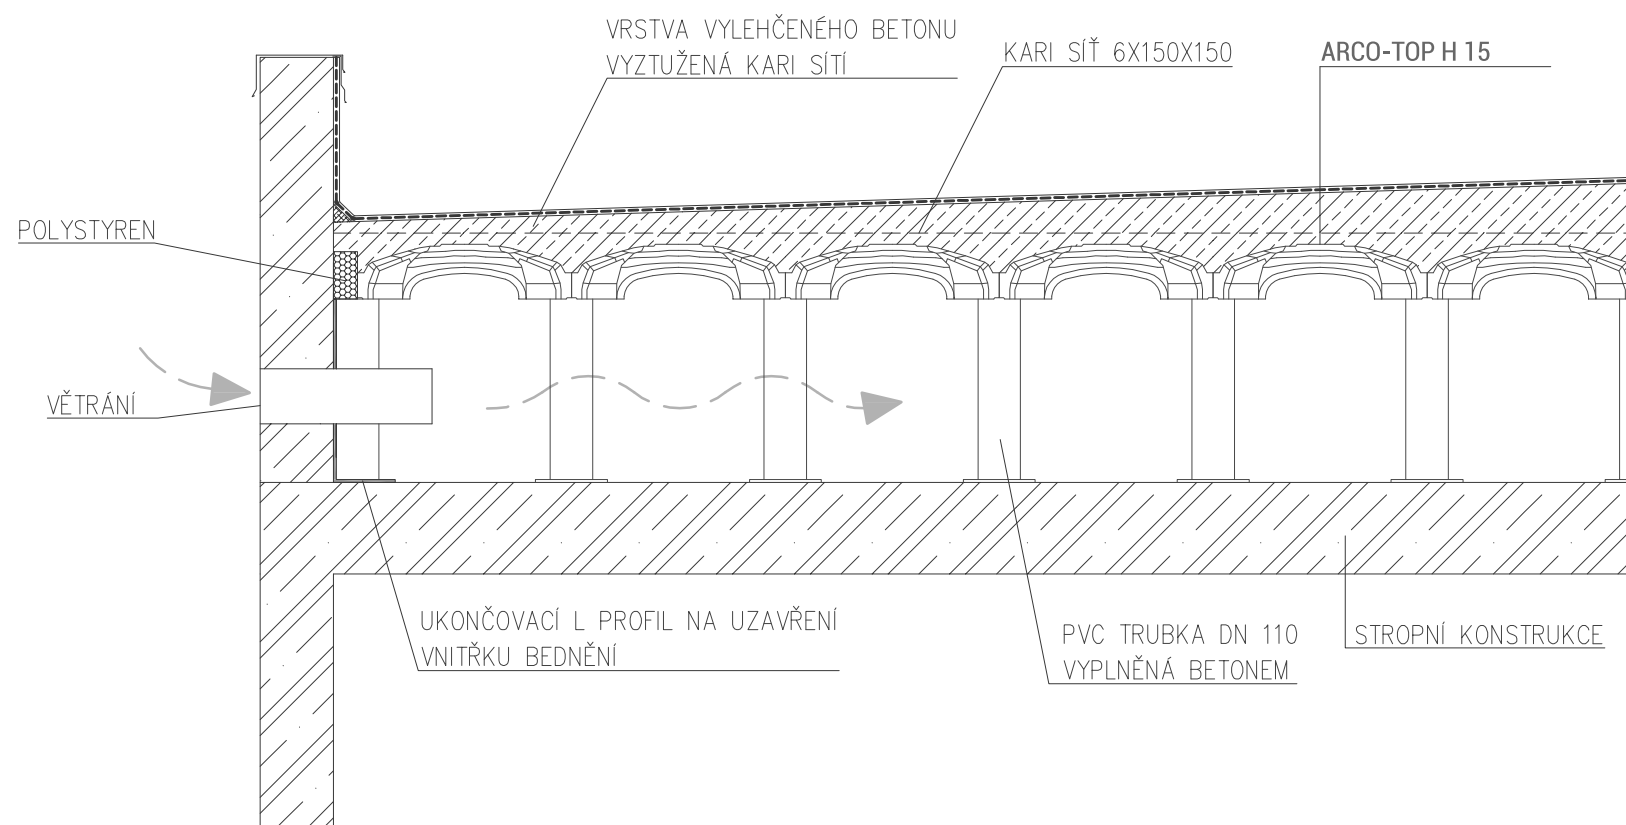 VRSTVA VYLEHČENÉHO BETONU
VYZTUŽENÁ KARI SÍTÍ
KARI SÍŤ 6X150X150
ARCO-TOP H 15
POLYSTYREN
VĚTRÁNÍ
UKONČOVACÍ L PROFIL NA UZAVŘENÍ
VNITŘKU BEDNĚNÍ
PVC TRUBKA DN 110
VYPLNĚNÁ BETONEM
STROPNÍ KONSTRUKCE